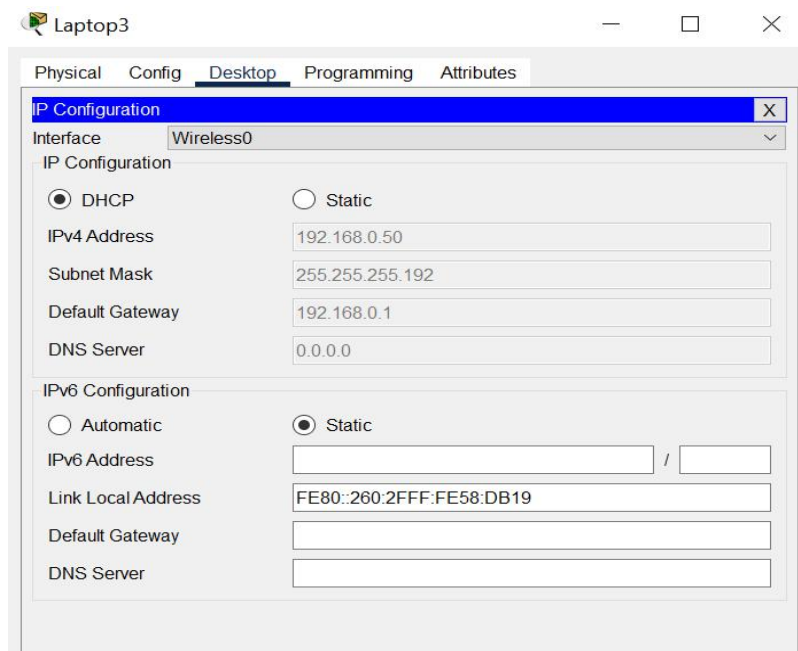 Laptop3
Physical Config Desktop Programming Attributes
IP Configuration X
Interface Wireless0
IP Configuration
DHCP Static
IPv4 Address 192.168.0.50
Subnet Mask 255.255.255.192
Default Gateway 192.168.0.1
DNS Server 0.0.0.0
IPv6 Configuration
Automatic Static
IPv6 Address /
Link Local Address FE80::260:2FFF:FE58:DB19
Default Gateway
DNS Server